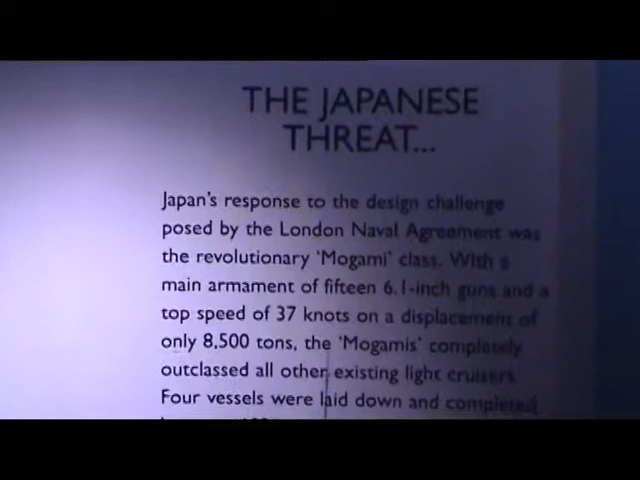 THE JAPANESE
THREAT...
Japan's response to the design challenge
posed by the London Naval Agreement was
the revolutionary 'Mogami' class. With a
main armament of fifteen 6.1-inch guns and a
top speed of 37 knots on a displacement of
only 8,500 tons, the 'Mogamis' completely
outclassed all other existing light cruisers.
Four vessels were laid down and completed